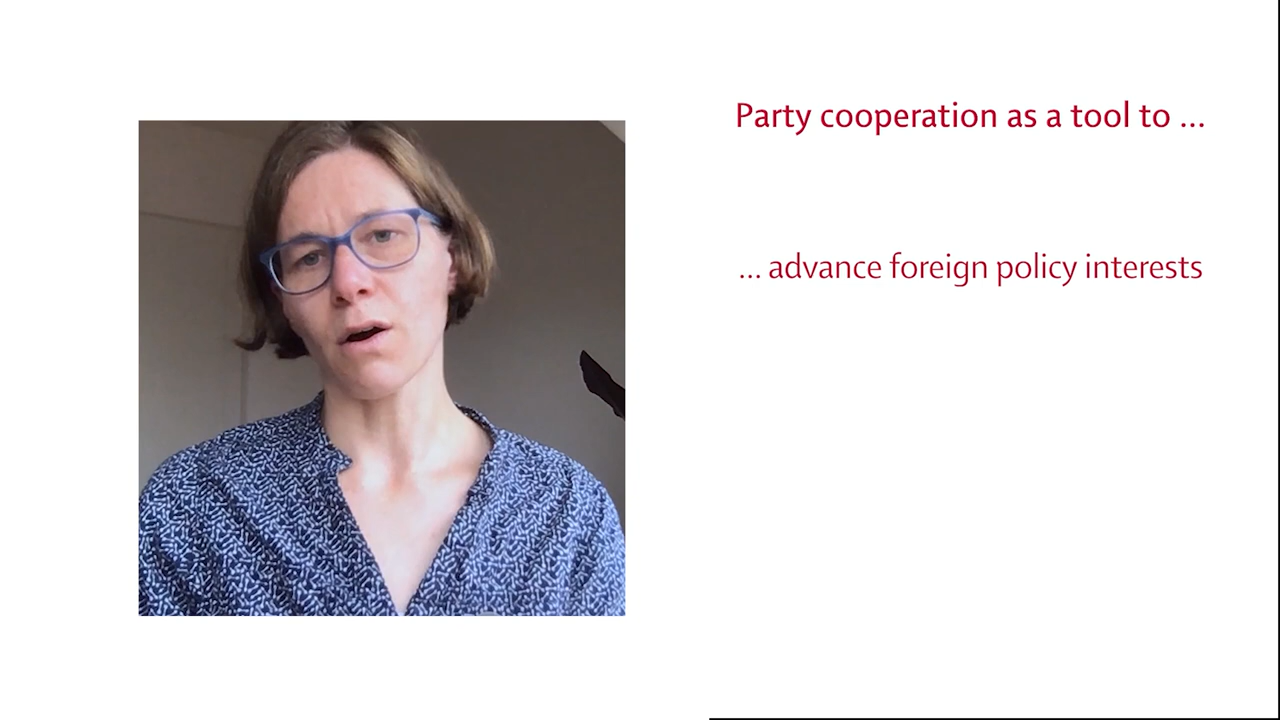 Party cooperation as a tool to ...
... advance foreign policy interests